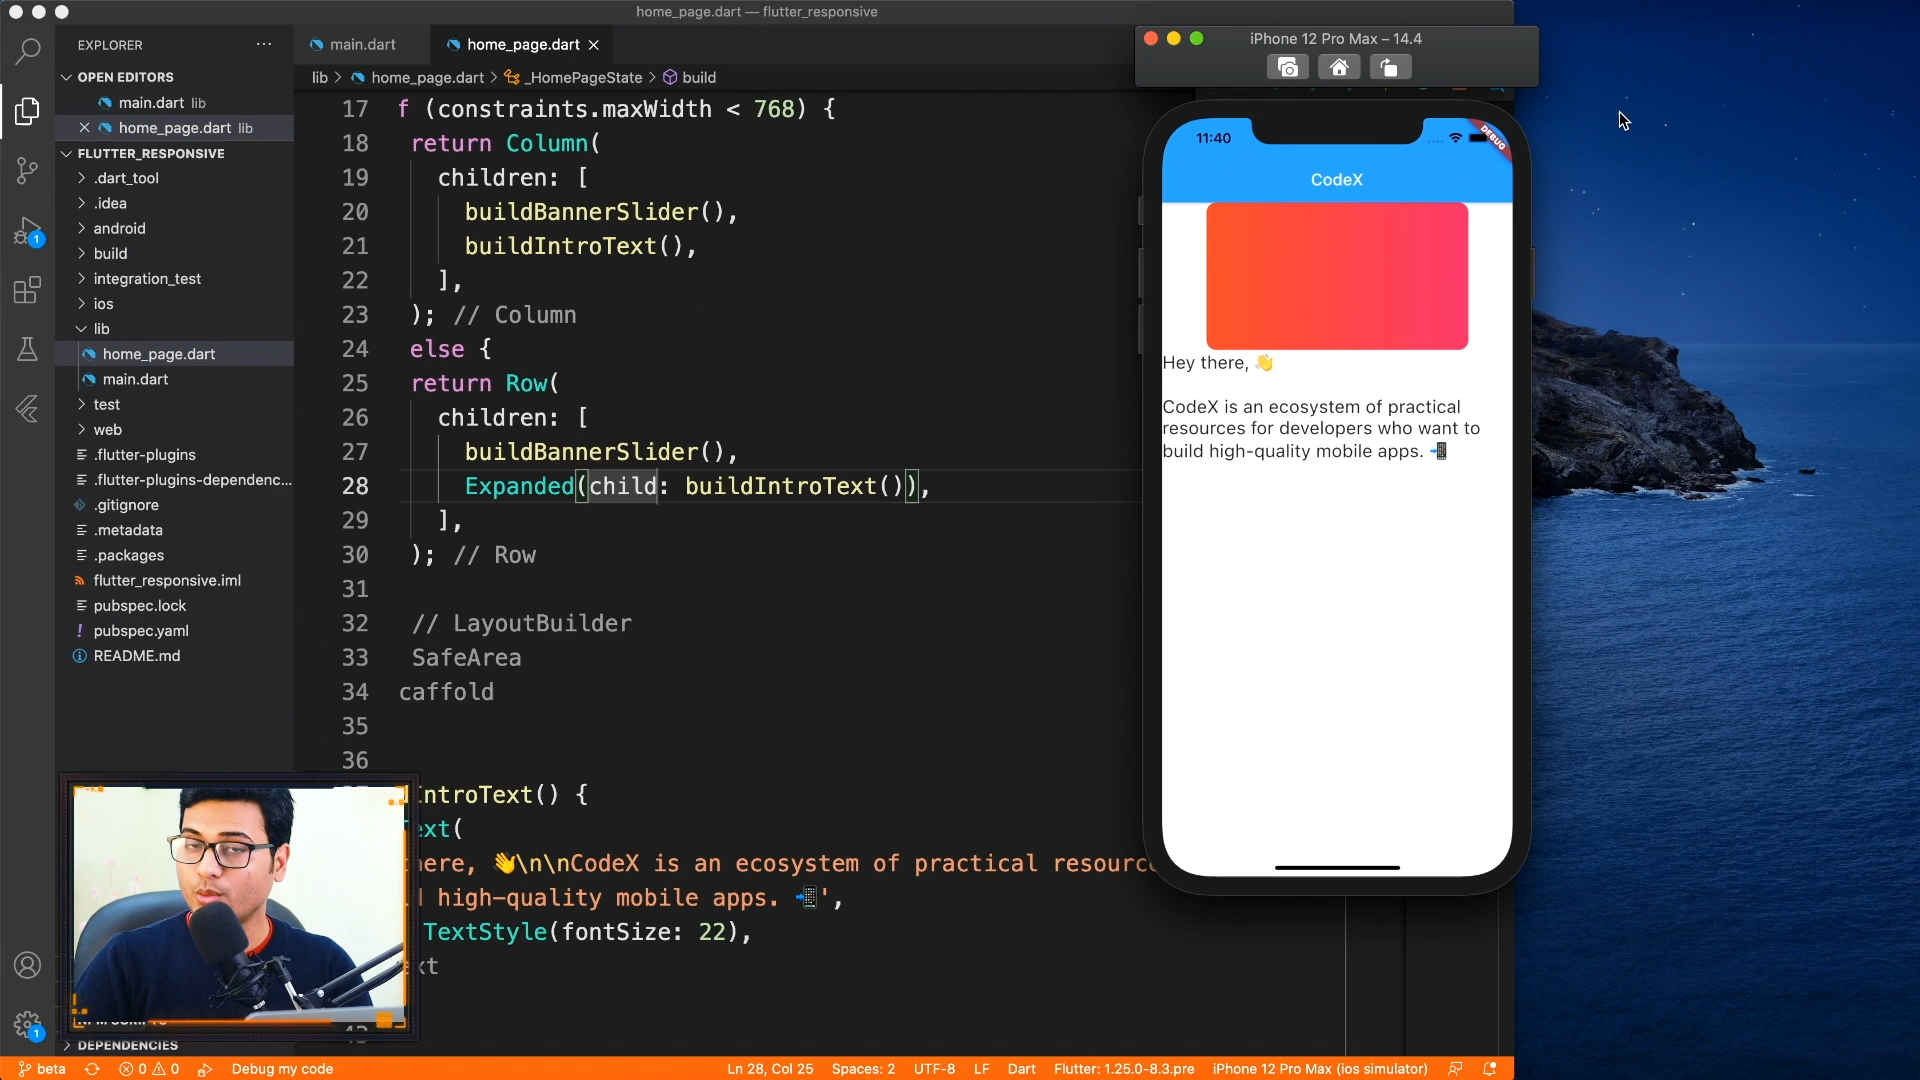 home_page.dart — flutter_responsive
EXPLORER
main.dart
home_page.dart
iPhone 12 Pro Max – 14.4
OPEN EDITORS
main.dart lib
home_page.dart lib
FLUTTER_RESPONSIVE
.dart_tool
.idea
android
build
integration_test
ios
lib
home_page.dart
main.dart
test
web
.flutter-plugins
.flutter-plugins-dependenc...
.gitignore
.metadata
.packages
flutter_responsive.iml
pubspec.lock
pubspec.yaml
README.md
DEPENDENCIES
lib > home_page.dart > _HomePageState > build
17 f (constraints.maxWidth < 768) {
18 return Column(
19 children: [
20 buildBannerSlider(),
21 buildIntroText(),
22 ],
23 ); // Column
24 else {
25 return Row(
26 children: [
27 buildBannerSlider(),
28 Expanded(child: buildIntroText()),
29 ],
30 ); // Row
31
32 // LayoutBuilder
33 SafeArea
34 caffold
35
36
IntroText() {
ext(
here, 👋\n\nCodeX is an ecosystem of practical resourc
high-quality mobile apps. 📲',
TextStyle(fontSize: 22),
xt
11:40
DEBUG
CodeX
Hey there, 👋
CodeX is an ecosystem of practical
resources for developers who want to
build high-quality mobile apps. 📲
1
1
beta
0 0
Debug my code
Ln 28, Col 25
Spaces: 2
UTF-8
LF
Dart
Flutter: 1.25.0-8.3.pre
iPhone 12 Pro Max (ios simulator)